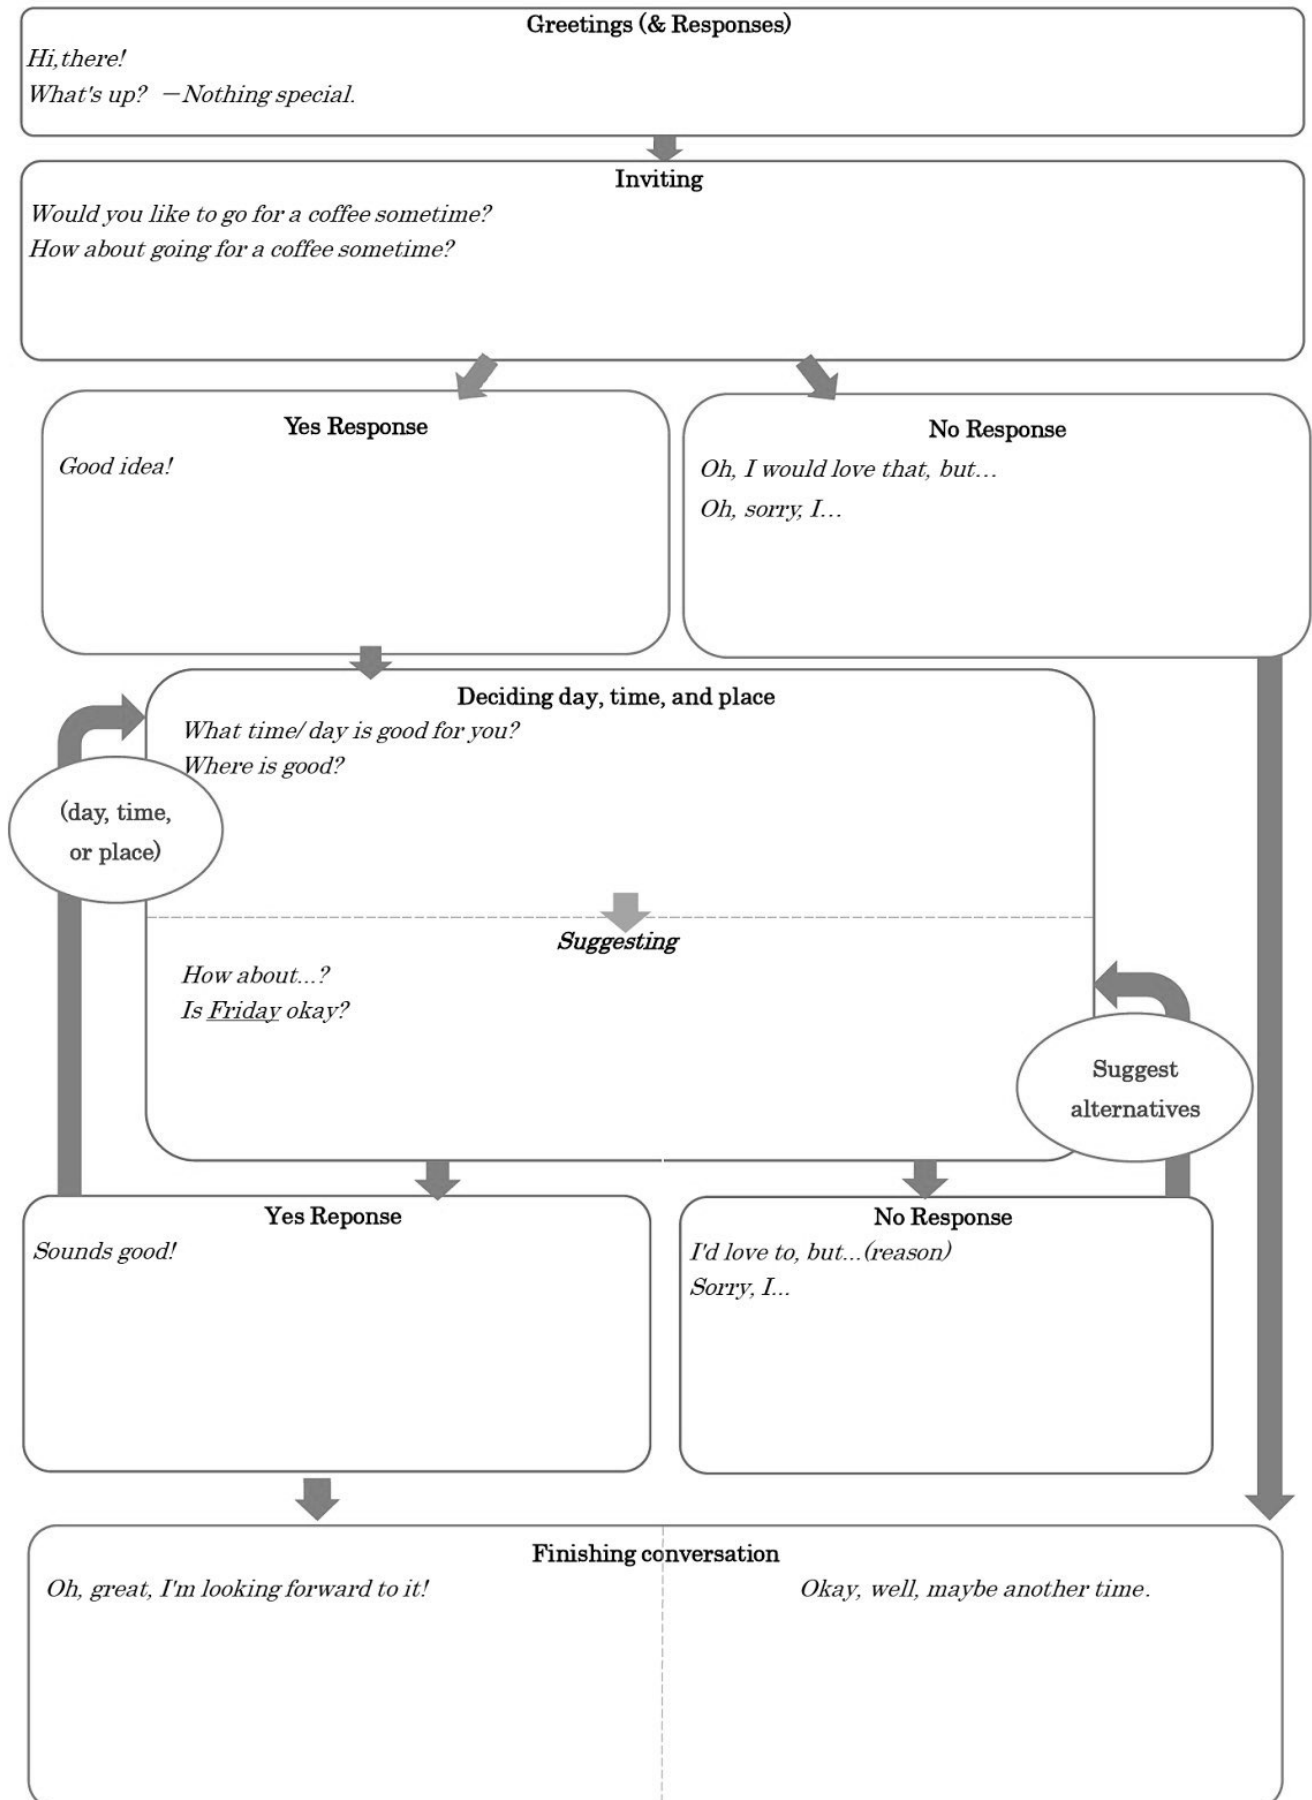 Greetings (& Responses)
Hi,there!
What's up?  —Nothing special.
Inviting
Would you like to go for a coffee sometime?
How about going for a coffee sometime?
Yes Response
Good idea!
No Response
Oh, I would love that, but…
Oh, sorry, I…
Deciding day, time, and place
What time/ day is good for you?
Where is good?
(day, time,
or place)
Suggesting
How about...?
Is Friday okay?
Suggest
alternatives
Yes Reponse
Sounds good!
No Response
I'd love to, but...(reason)
Sorry, I...
Finishing conversation
Oh, great, I'm looking forward to it!
Okay, well, maybe another time.